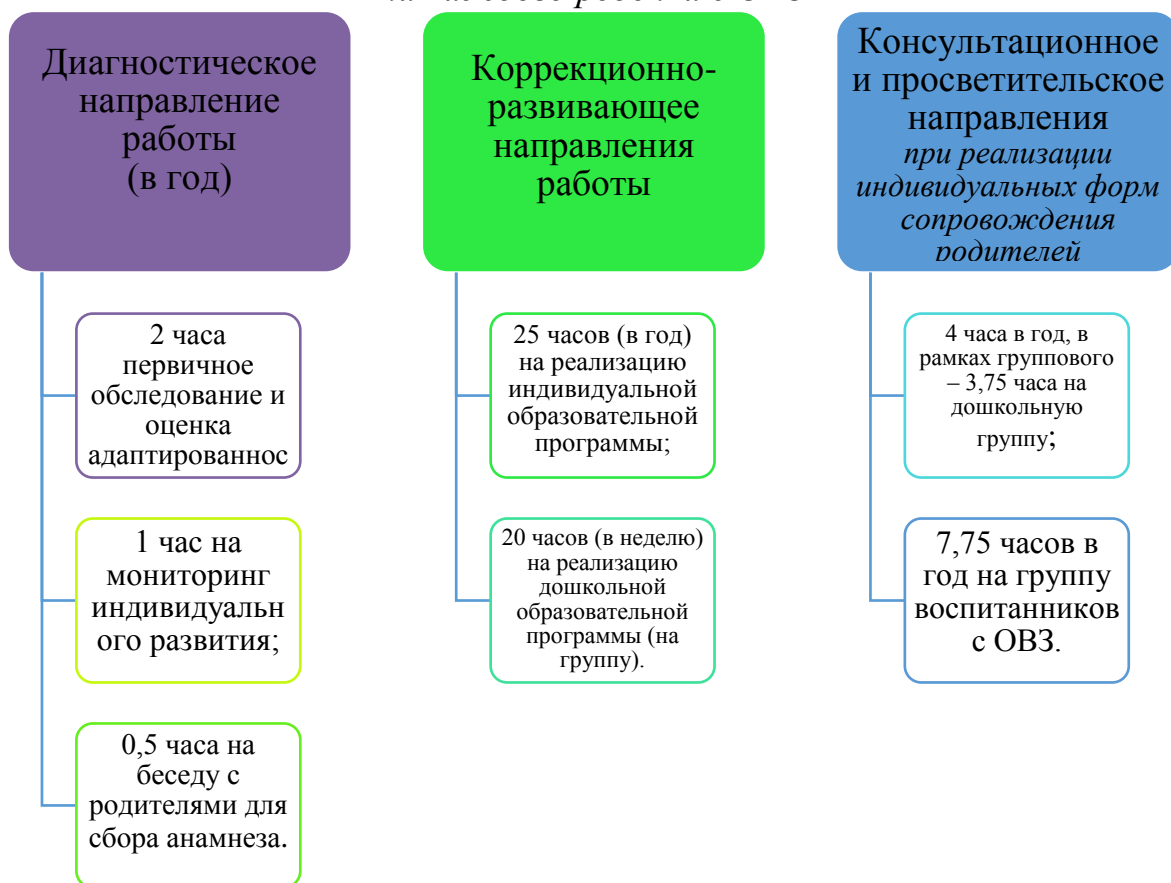 Диагностическое
направление
работы
(в год)
2 часа
первичное
обследование и
оценка
адаптированнос
1 час на
мониторинг
индивидуальн
ого развития;
0,5 часа на
беседу с
родителями для
сбора анамнеза.
Коррекционно-
развивающее
направления
работы
25 часов (в год)
на реализацию
индивидуальной
образовательной
программы;
20 часов (в неделю)
на реализацию
дошкольной
образовательной
программы (на
группу).
Консультационное
и просветительское
направления
при реализации
индивидуальных форм
сопровождения
родителей
4 часа в год, в
рамках группового
– 3,75 часа на
дошкольную
группу;
7,75 часов в
год на группу
воспитанников
с ОВЗ.